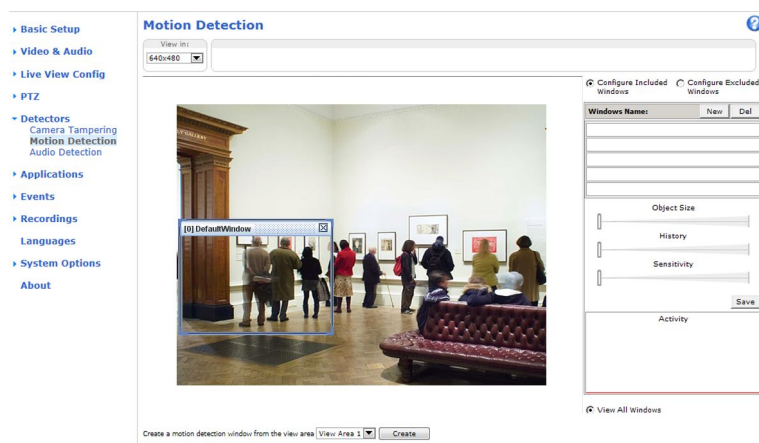 Basic Setup
Video & Audio
Live View Config
PTZ
Detectors
Camera Tampering
Motion Detection
Audio Detection
Applications
Events
Recordings
Languages
System Options
About
Motion Detection
View in:
640x480
[0] DefaultWindow
Create a motion detection window from the view area View Area 1 Create
Configure Included Windows
Configure Excluded Windows
Windows Name: New Del
Object Size
History
Sensitivity
Save
Activity
View All Windows